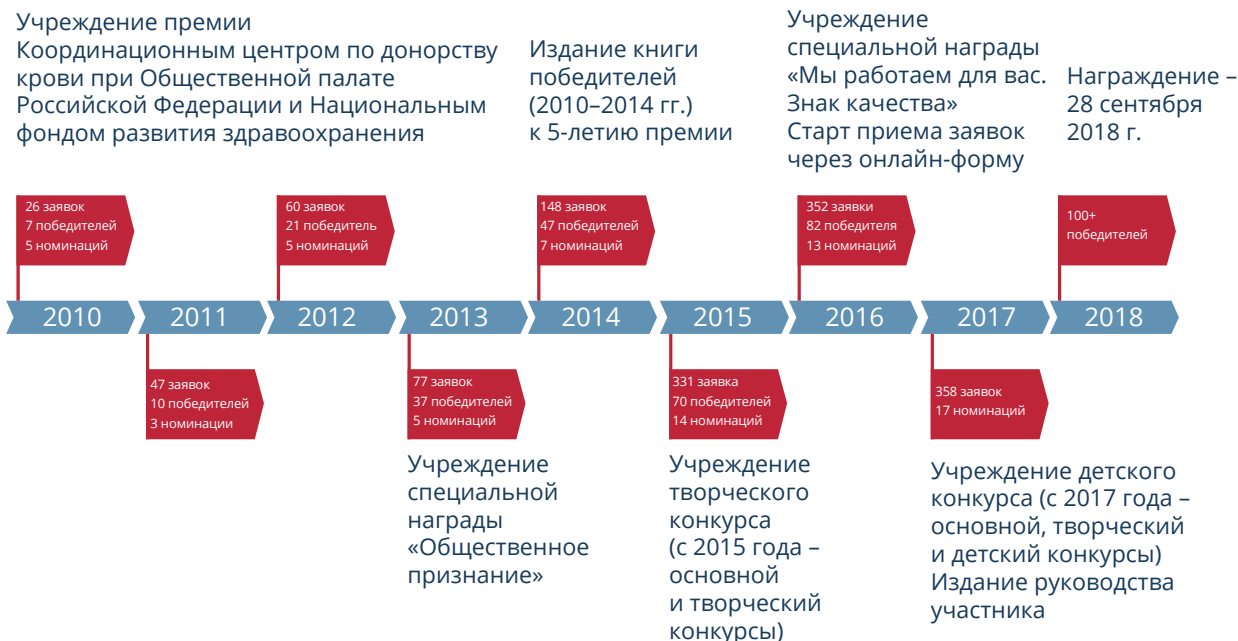 Учреждение премии
Координационным центром по донорству
крови при Общественной палате
Российской Федерации и Национальным
фондом развития здравоохранения
Издание книги
победителей
(2010–2014 гг.)
к 5-летию премии
Учреждение
специальной награды
«Мы работаем для вас.
Знак качества»
Старт приема заявок
через онлайн-форму
Награждение –
28 сентября
2018 г.
26 заявок
7 победителей
5 номинаций
60 заявок
21 победитель
5 номинаций
148 заявок
47 победителей
7 номинаций
352 заявки
82 победителя
13 номинаций
100+
победителей
2010
2011
2012
2013
2014
2015
2016
2017
2018
47 заявок
10 победителей
3 номинации
77 заявок
37 победителей
5 номинаций
331 заявка
70 победителей
14 номинаций
358 заявок
17 номинаций
Учреждение
специальной
награды
«Общественное
признание»
Учреждение
творческого
конкурса
(с 2015 года –
основной
и творческий
конкурсы)
Учреждение детского
конкурса (с 2017 года –
основной, творческий
и детский конкурсы)
Издание руководства
участника